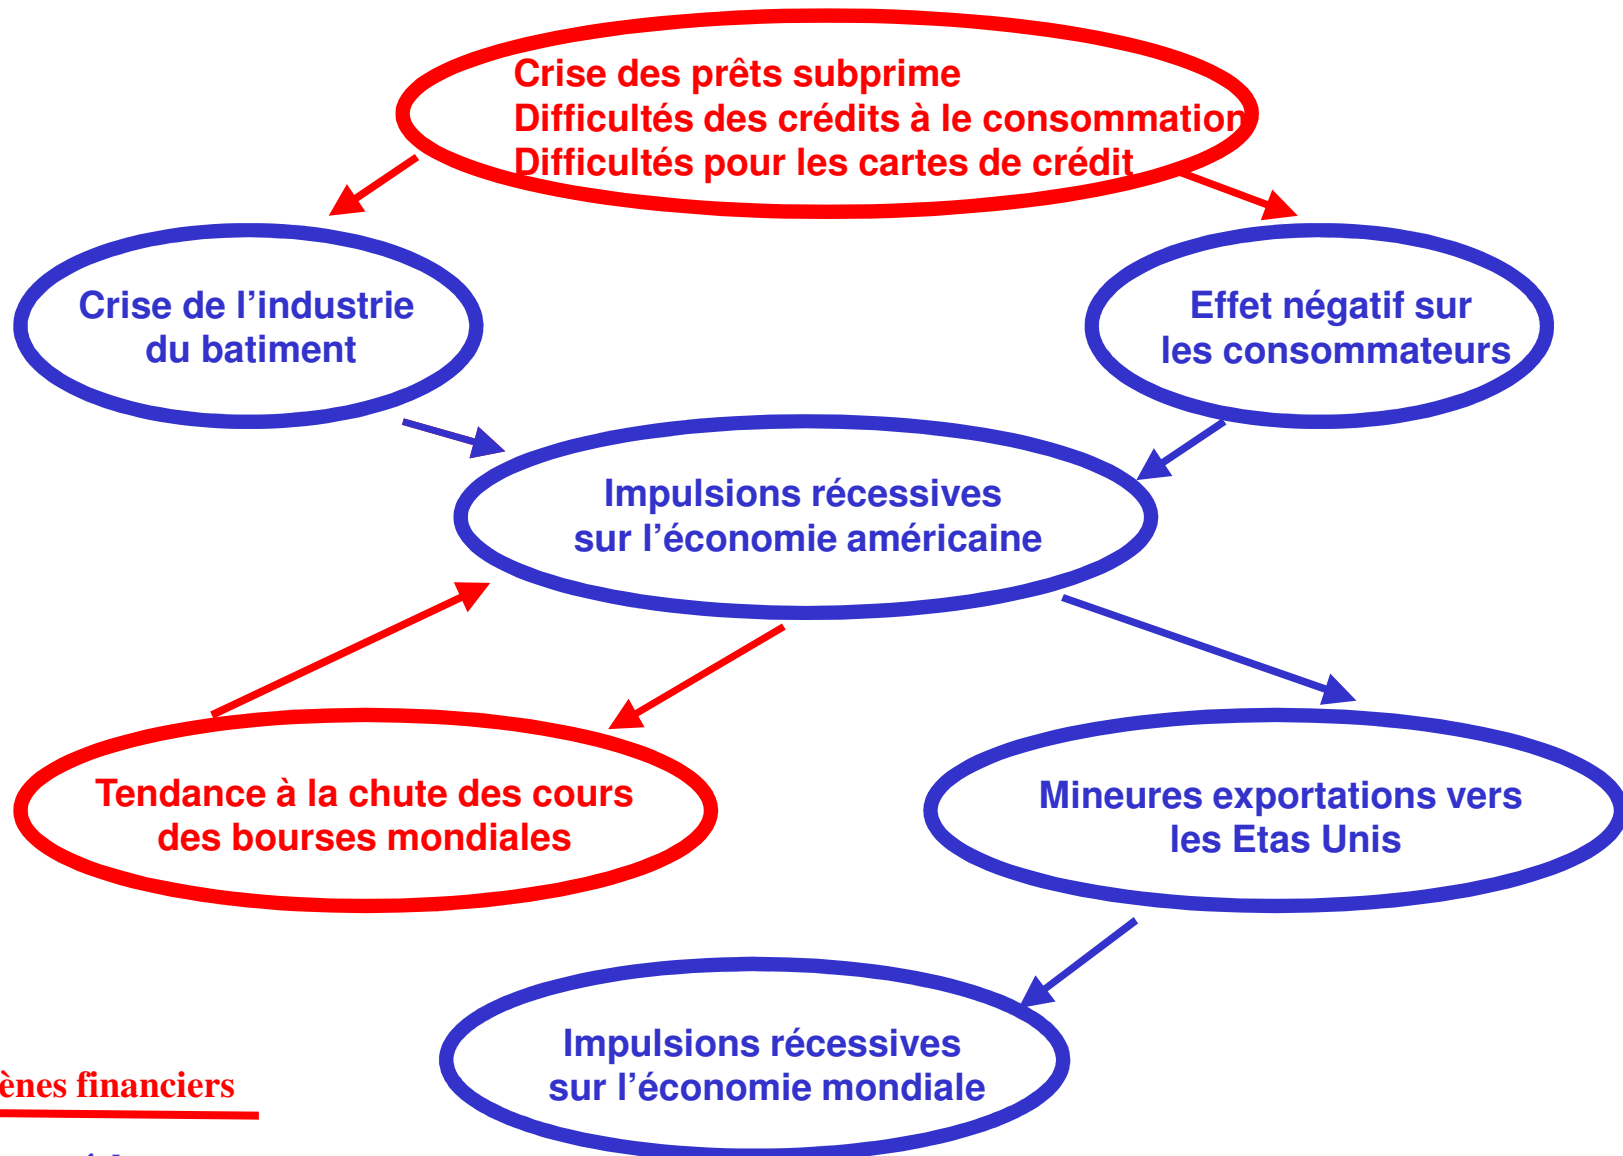 Crise des prêts subprime
Difficultés des crédits à le consommation
Difficultés pour les cartes de crédit
Crise de l’industrie
du batiment
Effet négatif sur
les consommateurs
Impulsions récessives
sur l’économie américaine
Tendance à la chute des cours
des bourses mondiales
Mineures exportations vers
les Etas Unis
Impulsions récessives
sur l’économie mondiale
ènes financiers